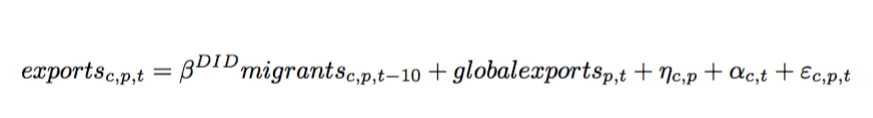 exports_{c,p,t} = β^{DID} migrants_{c,p,t−10} + globalexports_{p,t} + η_{c,p} + α_{c,t} + ε_{c,p,t}